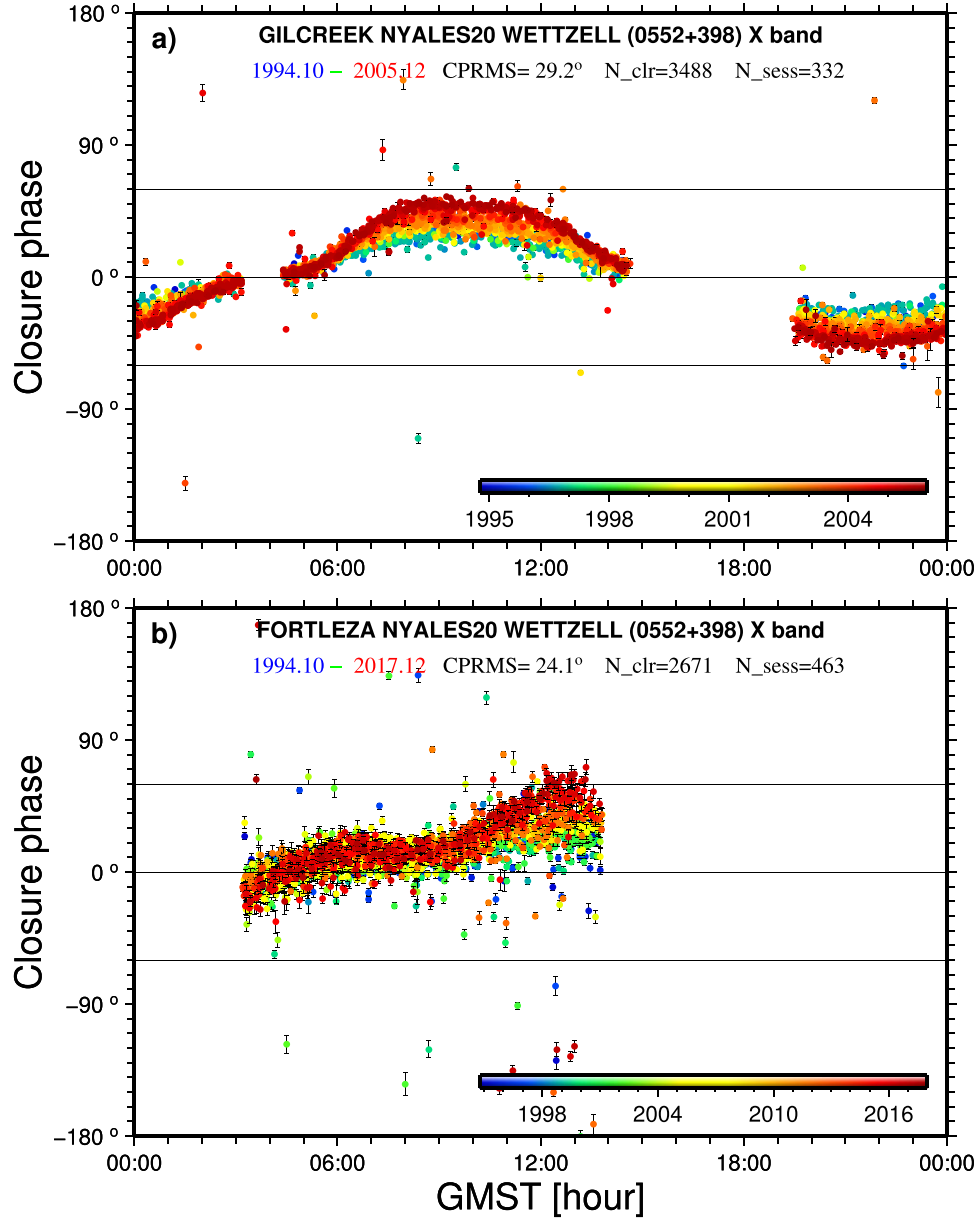 180 º
a) GILCREEK NYALES20 WETTZELL (0552+398) X band
1994.10 – 2005.12 CPRMS= 29.2º N_clr=3488 N_sess=332
90 º
Closure phase
0 º
−90 º
1995 1998 2001 2004
−180 º
00:00 06:00 12:00 18:00 00:00
180 º
b) FORTLEZA NYALES20 WETTZELL (0552+398) X band
1994.10 – 2017.12 CPRMS= 24.1º N_clr=2671 N_sess=463
90 º
Closure phase
0 º
−90 º
1998 2004 2010 2016
−180 º
00:00 06:00 12:00 18:00 00:00
GMST [hour]